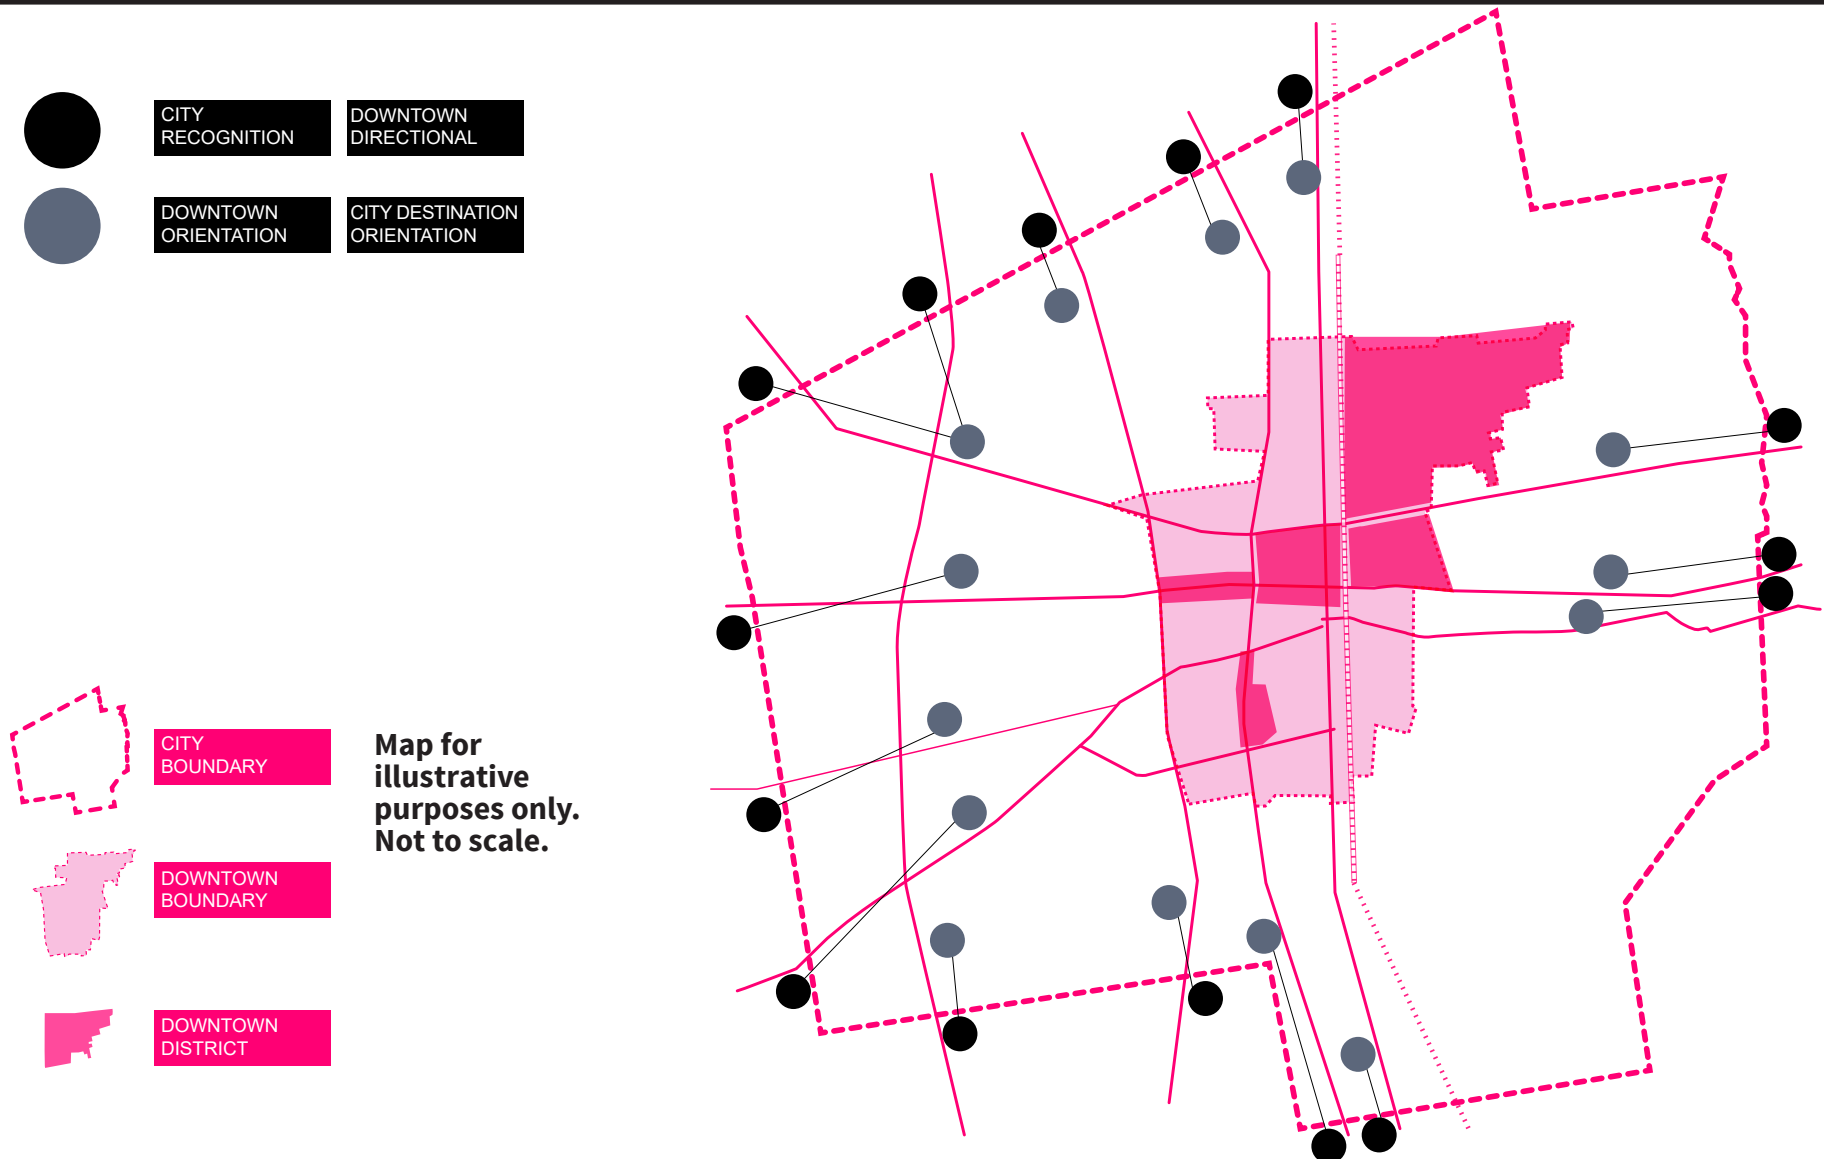 CITY
RECOGNITION
DOWNTOWN
DIRECTIONAL
DOWNTOWN
ORIENTATION
CITY DESTINATION
ORIENTATION
CITY
BOUNDARY
Map for
illustrative
purposes only.
Not to scale.
DOWNTOWN
BOUNDARY
DOWNTOWN
DISTRICT